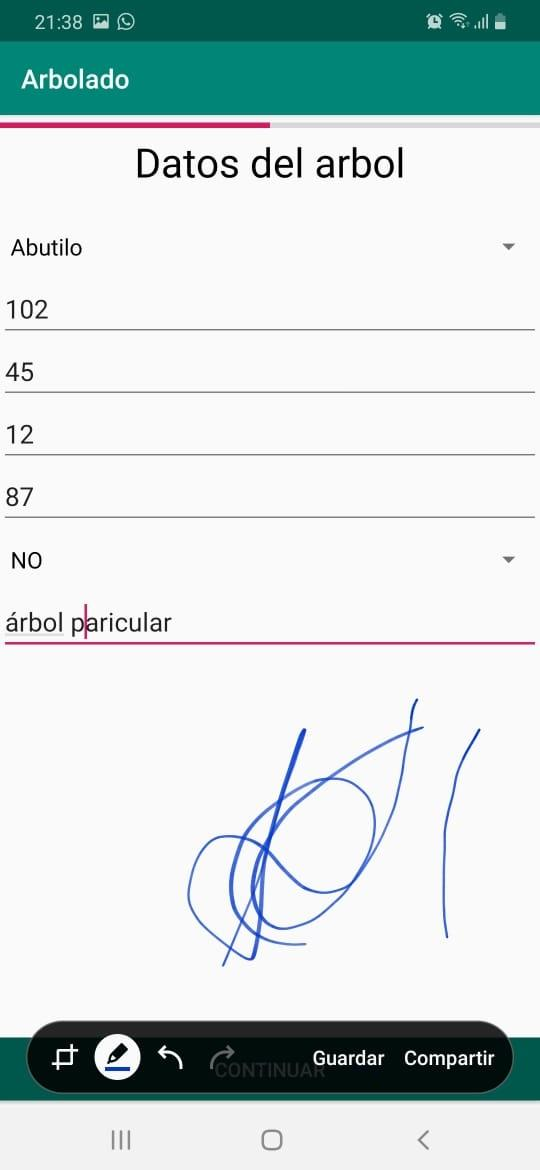 21:38
Arbolado
Datos del arbol
Abutilo
102
45
12
87
NO
árbol paricular
Guardar Compartir
CONTINUAR